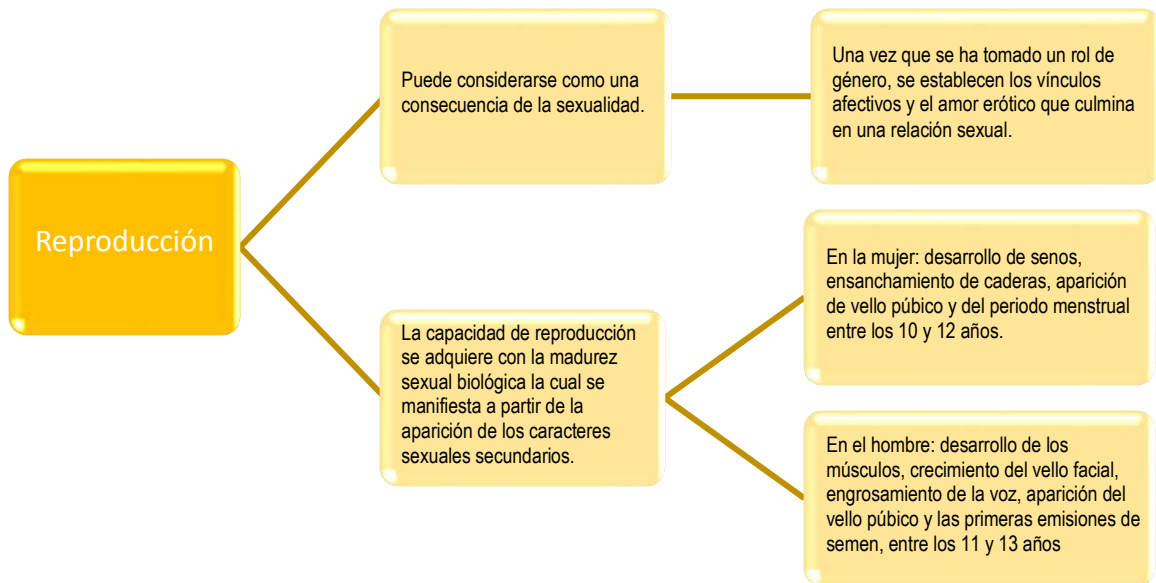 Reproducción
Puede considerarse como una
consecuencia de la sexualidad.
Una vez que se ha tomado un rol de
género, se establecen los vínculos
afectivos y el amor erótico que culmina
en una relación sexual.
La capacidad de reproducción
se adquiere con la madurez
sexual biológica la cual se
manifiesta a partir de la
aparición de los caracteres
sexuales secundarios.
En la mujer: desarrollo de senos,
ensanchamiento de caderas, aparición
de vello púbico y del periodo menstrual
entre los 10 y 12 años.
En el hombre: desarrollo de los
músculos, crecimiento del vello facial,
engrosamiento de la voz, aparición del
vello púbico y las primeras emisiones de
semen, entre los 11 y 13 años